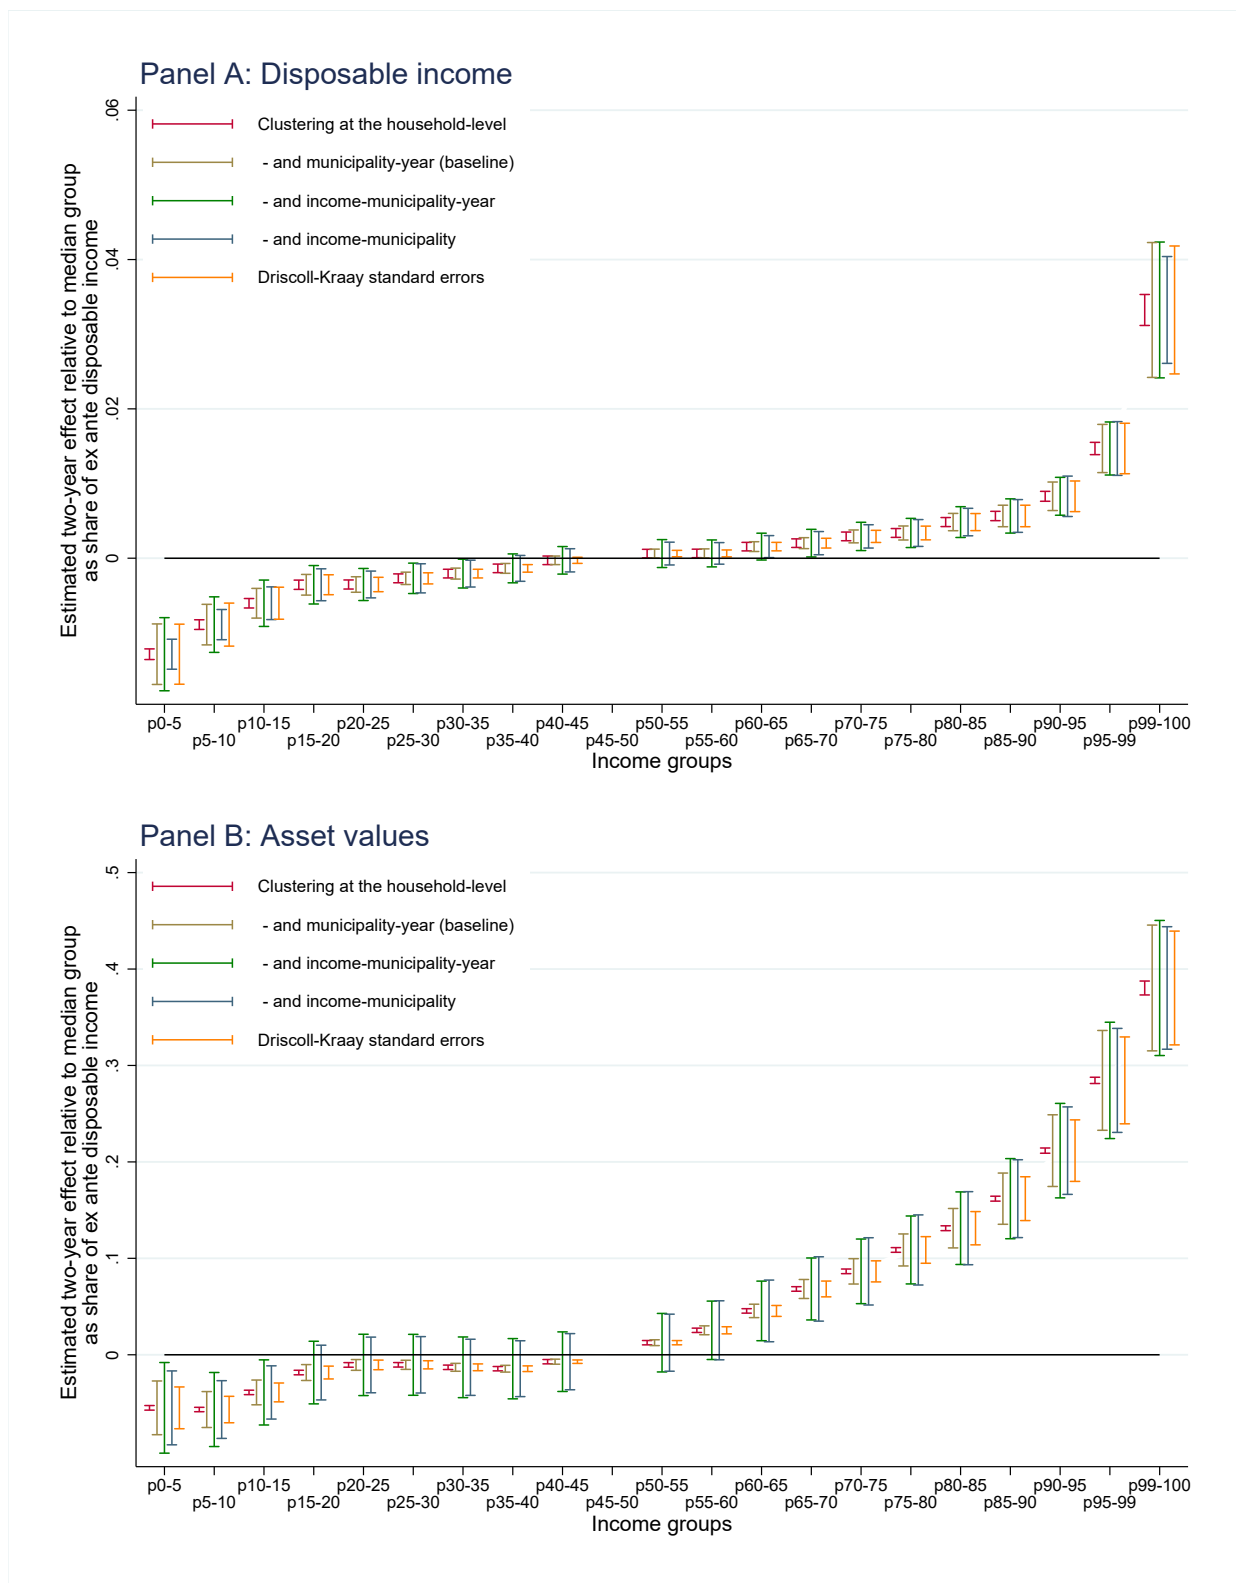 Panel A: Disposable income
Estimated two-year effect relative to median group
as share of ex ante disposable income
.06
.04
.02
0
Clustering at the household-level
- and municipality-year (baseline)
- and income-municipality-year
- and income-municipality
Driscoll-Kraay standard errors
p0-5 p10-15 p20-25 p30-35 p40-45 p50-55 p60-65 p70-75 p80-85 p90-95 p99-100
p5-10 p15-20 p25-30 p35-40 p45-50 p55-60 p65-70 p75-80 p85-90 p95-99
Income groups
Panel B: Asset values
Estimated two-year effect relative to median group
as share of ex ante disposable income
.5
.4
.3
.2
.1
0
Clustering at the household-level
- and municipality-year (baseline)
- and income-municipality-year
- and income-municipality
Driscoll-Kraay standard errors
p0-5 p10-15 p20-25 p30-35 p40-45 p50-55 p60-65 p70-75 p80-85 p90-95 p99-100
p5-10 p15-20 p25-30 p35-40 p45-50 p55-60 p65-70 p75-80 p85-90 p95-99
Income groups